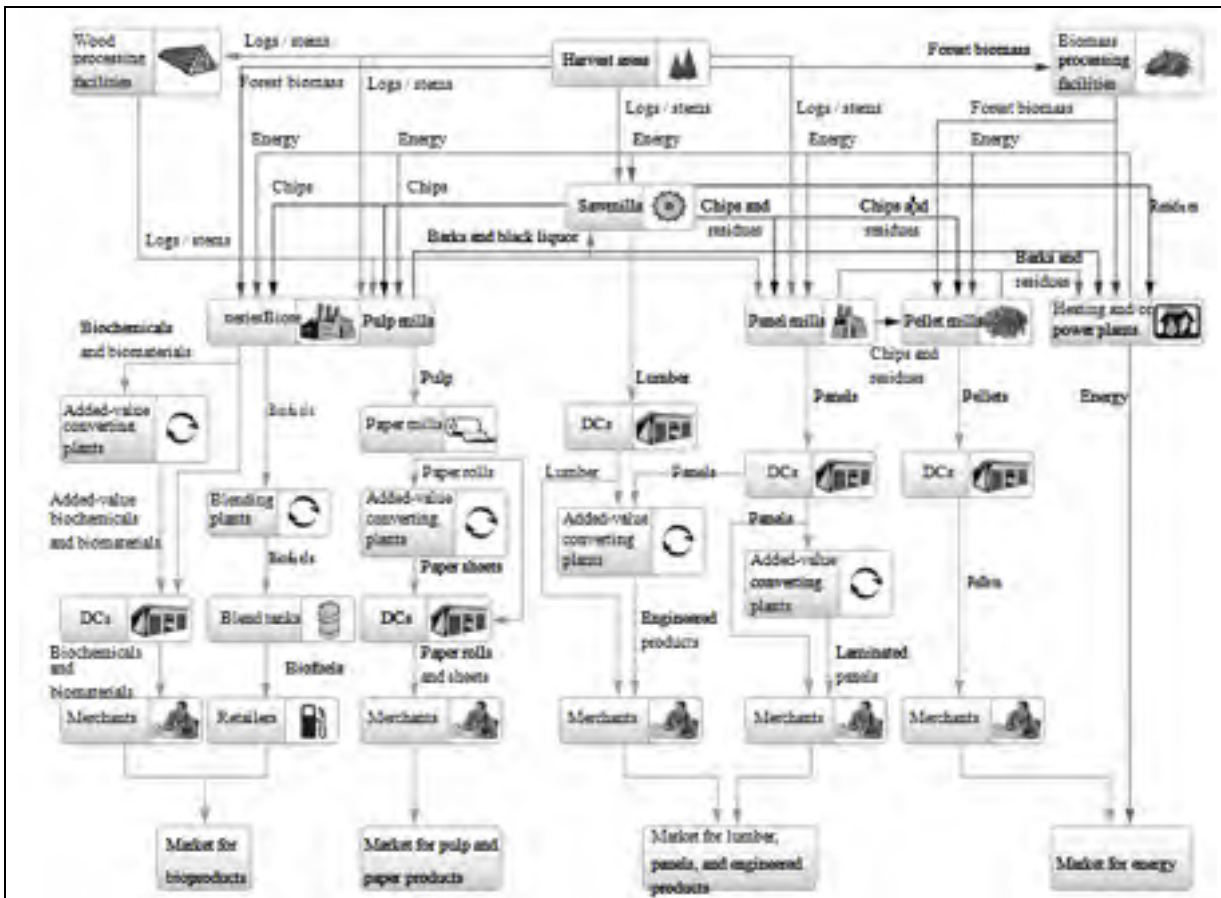 Wood
processing
facilities
Logs / stems
Harvest areas
Forest biomass
Biomass
processing
facilities
Forest biomass
Logs / stems
Logs / stems
Logs / stems
Forest biomass
Energy
Energy
Energy
Energy
Energy
Chips
Chips
Sawmills
Chips and
residues
Chips and
residues
Residues
Logs / stems
Barks and black liquor
Barks and
residues
Biochemicals
and biomaterials
neriesBiore
Pulp mills
Panel mills
Pellet mills
Heating and or
power plants
Chips and
residues
Pulp
Lumber
Panels
Pellets
Energy
Added-value
converting
plants
Biofuels
Paper mills
DCs
Paper rolls
Lumber
Panels
DCs
DCs
Added-value
biochemicals
and biomaterials
Blending
plants
Added-value
converting
plants
Added-value
converting
plants
Panels
Biofuels
Paper sheets
Added-value
converting
plants
Pellets
DCs
Blend tanks
DCs
Engineered
products
Biochemicals
and
biomaterials
Biofuels
Paper rolls
and sheets
Laminated
panels
Merchants
Retailers
Merchants
Merchants
Merchants
Merchants
Market for
bioproducts
Market for pulp and
paper products
Market for lumber,
panels, and engineered
products
Market for energy